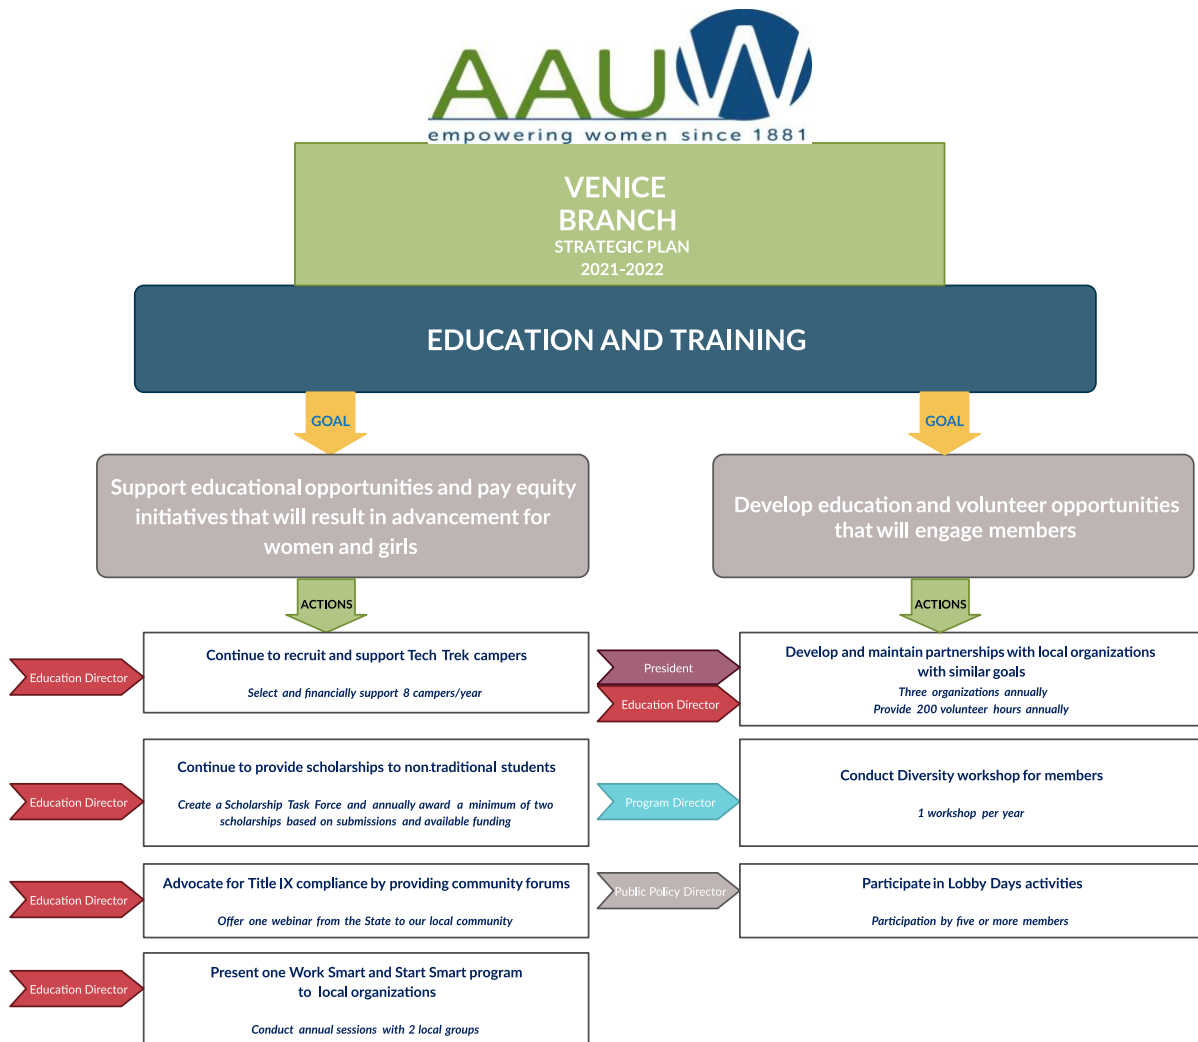 AAUW
empowering women since 1881
VENICE
BRANCH
STRATEGIC PLAN
2021-2022
EDUCATION AND TRAINING
GOAL
GOAL
Support educational opportunities and pay equity
initiatives that will result in advancement for
women and girls
Develop education and volunteer opportunities
that will engage members
ACTIONS
ACTIONS
Education Director
Continue to recruit and support Tech Trek campers
Select and financially support 8 campers/year
President
Education Director
Develop and maintain partnerships with local organizations
with similar goals
Three organizations annually
Provide 200 volunteer hours annually
Education Director
Continue to provide scholarships to non-traditional students
Create a Scholarship Task Force and annually award a minimum of two
scholarships based on submissions and available funding
Program Director
Conduct Diversity workshop for members
1 workshop per year
Education Director
Advocate for Title IX compliance by providing community forums
Offer one webinar from the State to our local community
Public Policy Director
Participate in Lobby Days activities
Participation by five or more members
Education Director
Present one Work Smart and Start Smart program
to local organizations
Conduct annual sessions with 2 local groups